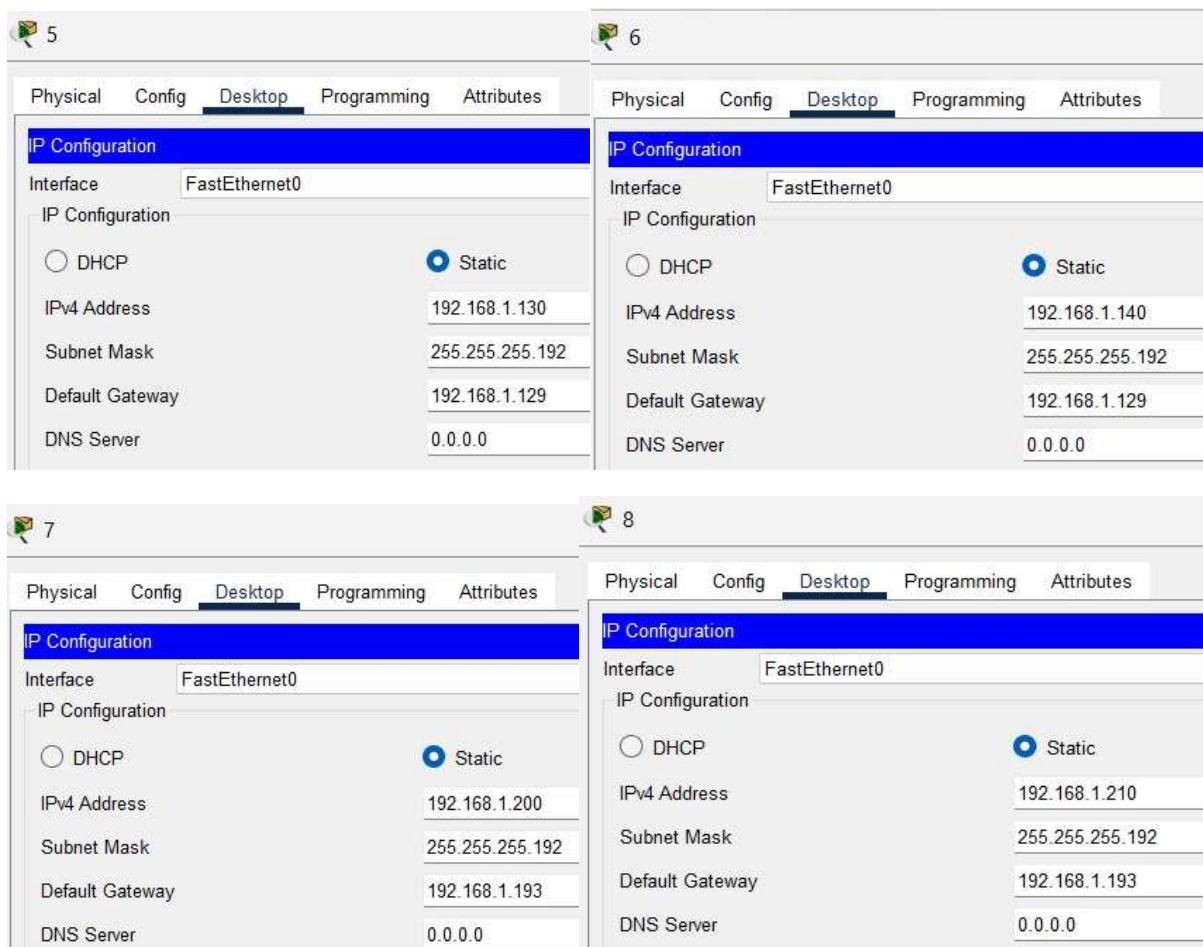 5
Physical Config Desktop Programming Attributes
IP Configuration
Interface FastEthernet0
IP Configuration
DHCP Static
IPv4 Address 192.168.1.130
Subnet Mask 255.255.255.192
Default Gateway 192.168.1.129
DNS Server 0.0.0.0
6
Physical Config Desktop Programming Attributes
IP Configuration
Interface FastEthernet0
IP Configuration
DHCP Static
IPv4 Address 192.168.1.140
Subnet Mask 255.255.255.192
Default Gateway 192.168.1.129
DNS Server 0.0.0.0
7
Physical Config Desktop Programming Attributes
IP Configuration
Interface FastEthernet0
IP Configuration
DHCP Static
IPv4 Address 192.168.1.200
Subnet Mask 255.255.255.192
Default Gateway 192.168.1.193
DNS Server 0.0.0.0
8
Physical Config Desktop Programming Attributes
IP Configuration
Interface FastEthernet0
IP Configuration
DHCP Static
IPv4 Address 192.168.1.210
Subnet Mask 255.255.255.192
Default Gateway 192.168.1.193
DNS Server 0.0.0.0